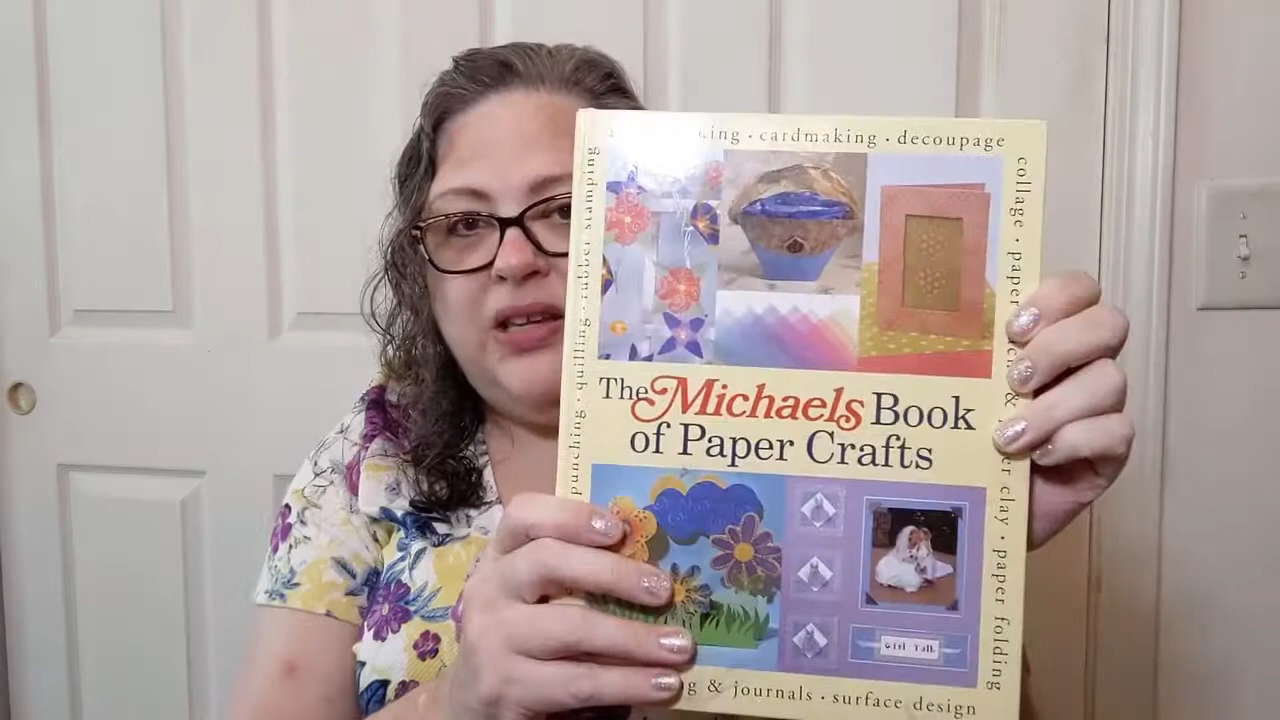 cardmaking · decoupage
collage · paper
clay · paper folding
& journals · surface design
punching · quilling · rubber stamping
The Michaels Book
of Paper Crafts
Girl Talk